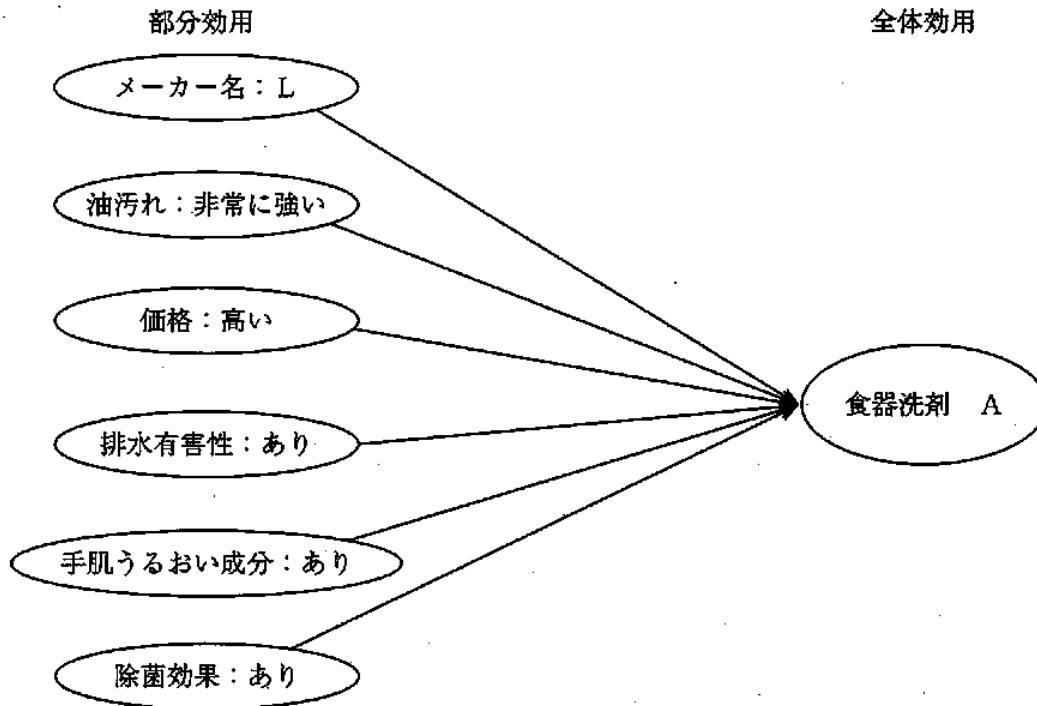 部分効用
全体効用
メーカー名：L
油汚れ：非常に強い
価格：高い
排水有害性：あり
手肌うるおい成分：あり
除菌効果：あり
食器洗剤　A